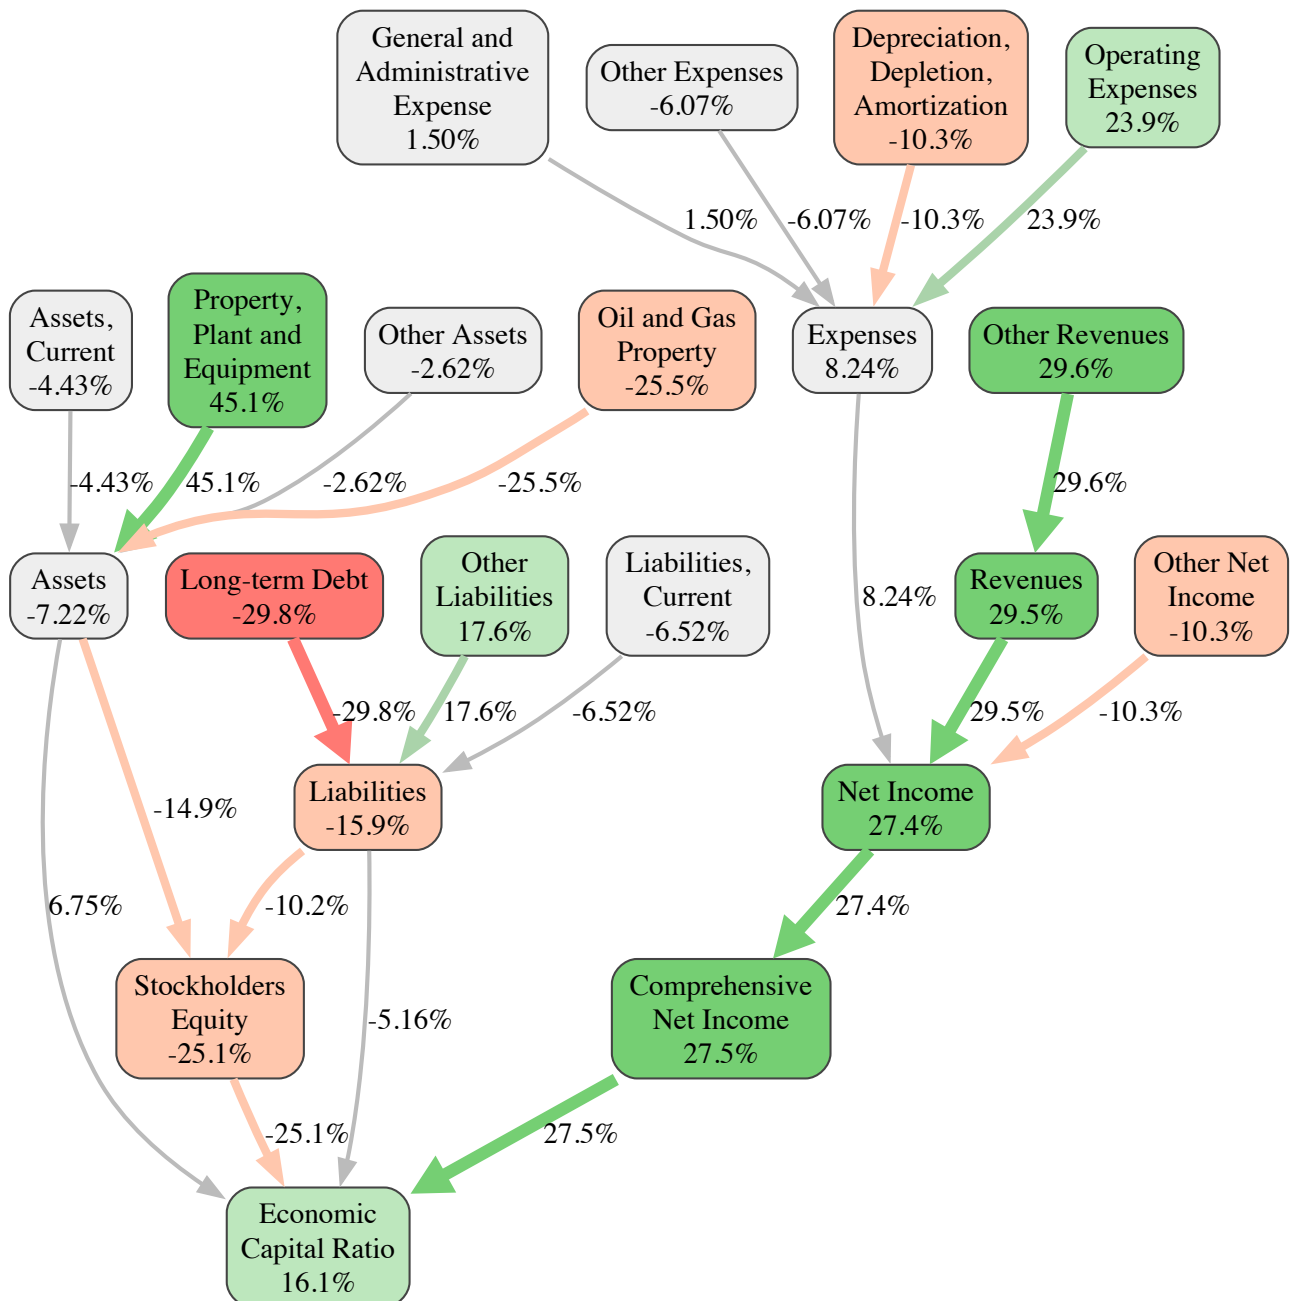 General and
Administrative
Expense
1.50%
Other Expenses
-6.07%
Depreciation,
Depletion,
Amortization
-10.3%
Operating
Expenses
23.9%
1.50%
-6.07%
-10.3%
23.9%
Assets,
Current
-4.43%
Property,
Plant and
Equipment
45.1%
Other Assets
-2.62%
Oil and Gas
Property
-25.5%
Expenses
8.24%
Other Revenues
29.6%
-4.43%
45.1%
-2.62%
-25.5%
29.6%
Assets
-7.22%
Long-term Debt
-29.8%
Other
Liabilities
17.6%
Liabilities,
Current
-6.52%
8.24%
Revenues
29.5%
Other Net
Income
-10.3%
-29.8%
17.6%
-6.52%
29.5%
-10.3%
-14.9%
Liabilities
-15.9%
Net Income
27.4%
6.75%
-10.2%
27.4%
Stockholders
Equity
-25.1%
-5.16%
Comprehensive
Net Income
27.5%
-25.1%
27.5%
Economic
Capital Ratio
16.1%